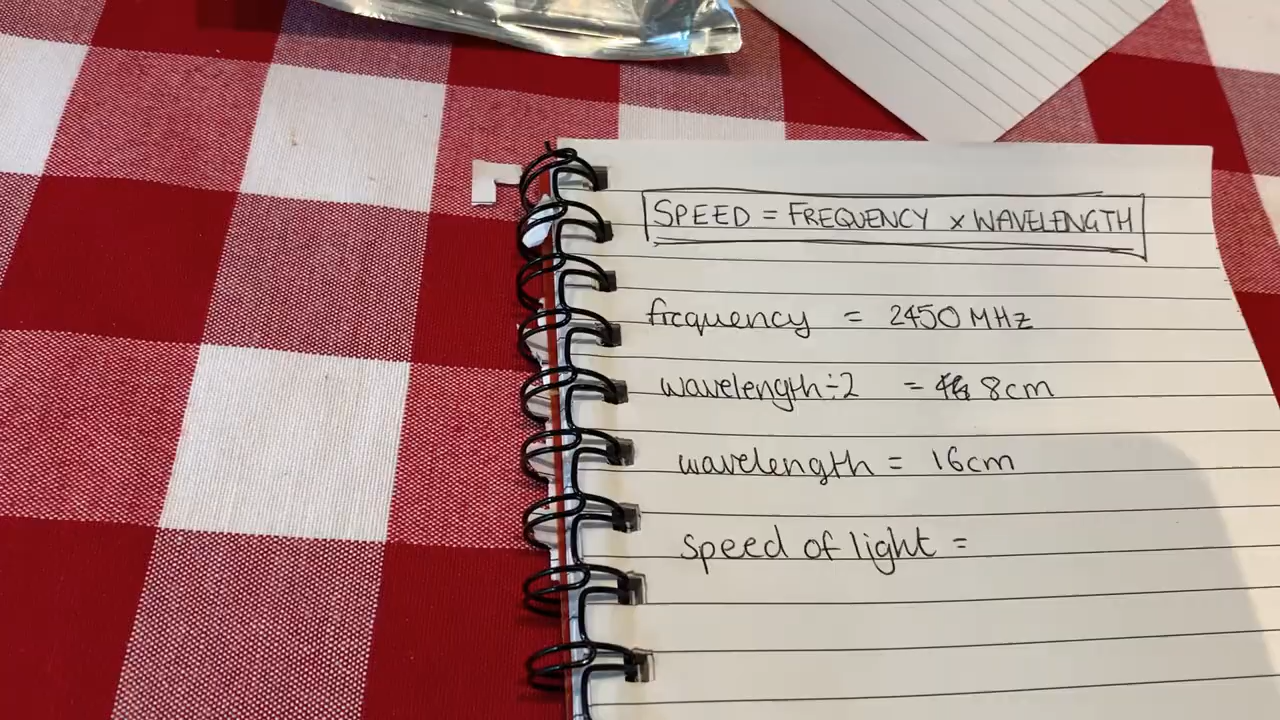 SPEED = FREQUENCY x WAVELENGTH
frequency = 2450 MHz
wavelength÷2 = 8cm
wavelength = 16cm
speed of light =